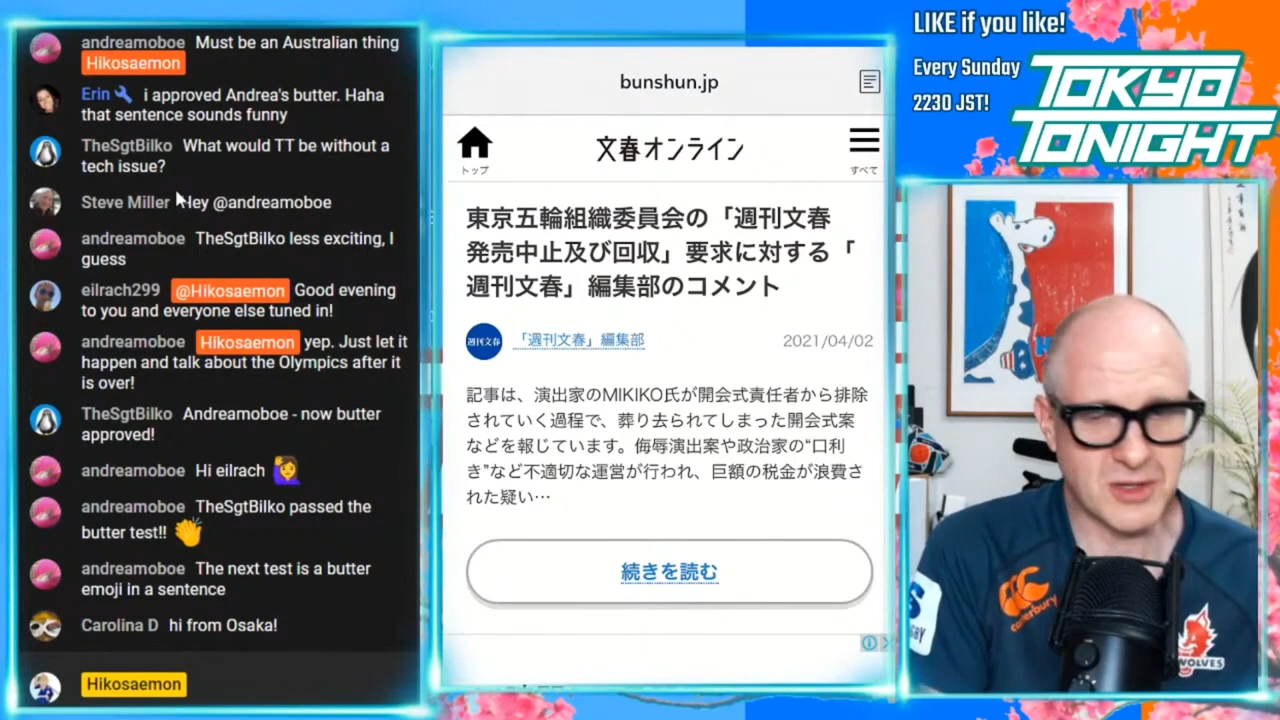 andreamoboe Must be an Australian thing
Hikosaemon
Erin i approved Andrea's butter. Haha
that sentence sounds funny
TheSgtBilko What would TT be without a
tech issue?
Steve Miller Hey @andreamoboe
andreamoboe TheSgtBilko less exciting, I
guess
eilrach299 @Hikosaemon Good evening
to you and everyone else tuned in!
andreamoboe Hikosaemon yep. Just let it
happen and talk about the Olympics after it
is over!
TheSgtBilko Andreamoboe - now butter
approved!
andreamoboe Hi eilrach
andreamoboe TheSgtBilko passed the
butter test!!
andreamoboe The next test is a butter
emoji in a sentence
Carolina D hi from Osaka!
Hikosaemon
bunshun.jp
トップ
文春オンライン
すべて
東京五輪組織委員会の「週刊文春
発売中止及び回収」要求に対する「
週刊文春」編集部のコメント
週刊文春
「週刊文春」編集部
2021/04/02
記事は、演出家のMIKIKO氏が開会式責任者から排除
されていく過程で、葬り去られてしまった開会式案
などを報じています。侮辱演出案や政治家の“口利
き”など不適切な運営が行われ、巨額の税金が浪費さ
れた疑い…
続きを読む
LIKE if you like!
Every Sunday
2230 JST!
TOKYO
TONIGHT
canterbury
WOLVES